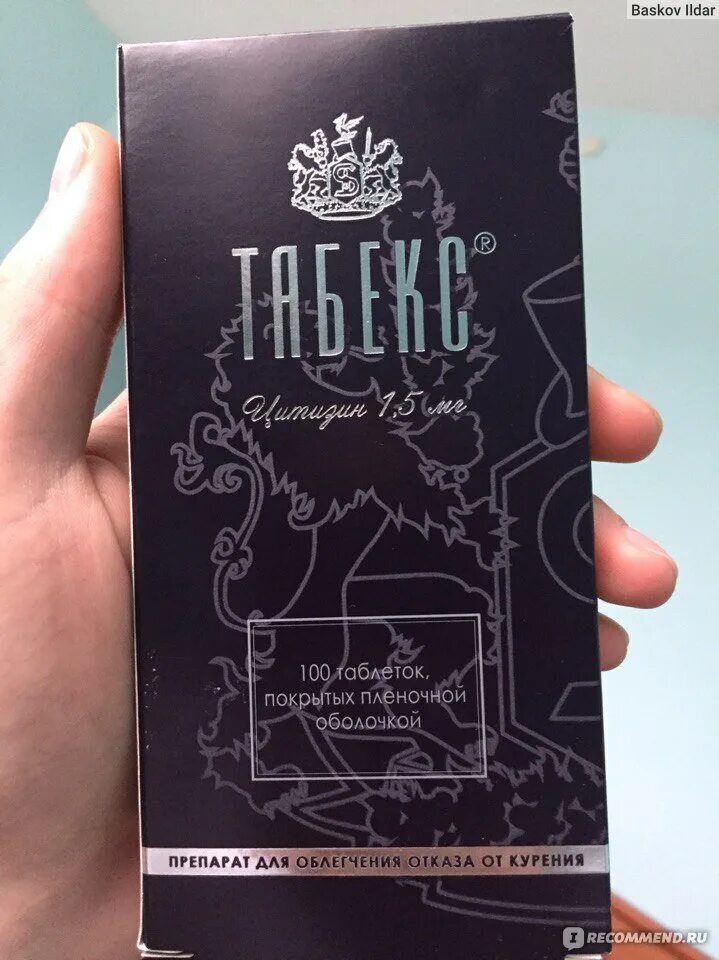 Baskov Ildar
ТАБЕКС®
Цитизин 1,5 мг
100 таблеток,
покрытых пленочной
оболочкой
ПРЕПАРАТ ДЛЯ ОБЛЕГЧЕНИЯ ОТКАЗА ОТ КУРЕНИЯ
IRECOMMEND.RU